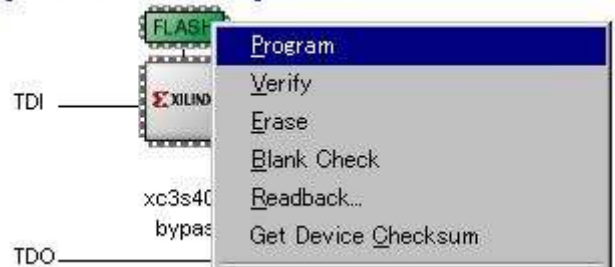 FLASH
Program
TDI
XILINX
Verify
Erase
Blank Check
xc3s40
Readback...
bypas
Get Device Checksum
TDO